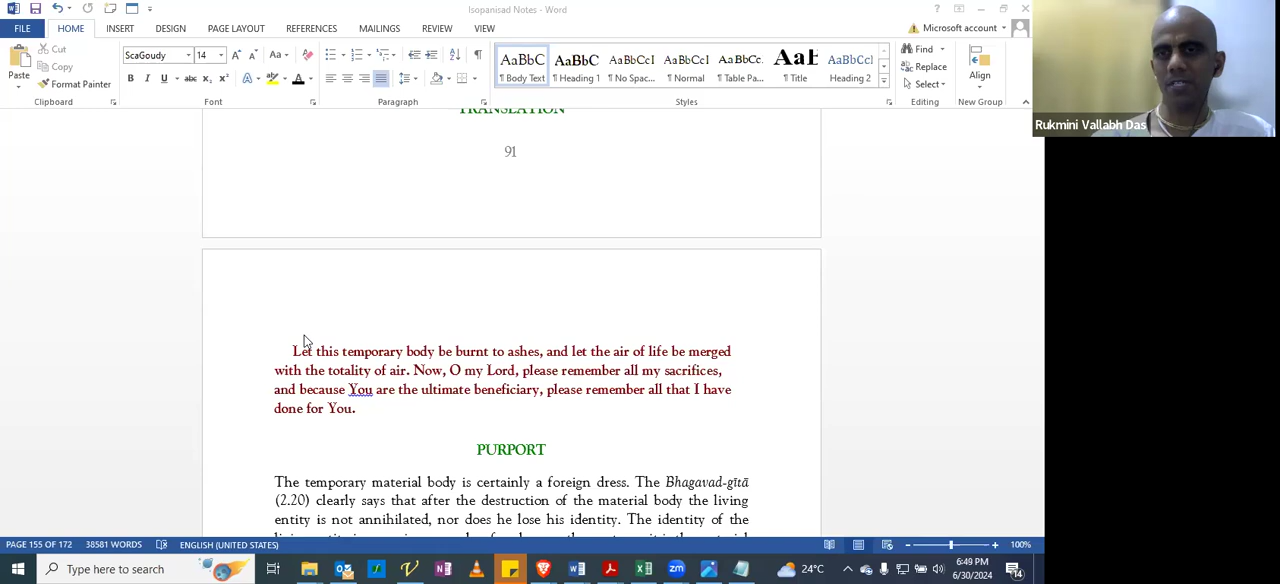 Isopanisad Notes - Word
FILE HOME INSERT DESIGN PAGE LAYOUT REFERENCES MAILINGS REVIEW VIEW Microsoft account
Paste
Cut
Copy
Format Painter
ScaGoudy 14
AaBbC AaBbC AaBbCcI AaBbCcI AaBbCc. AaB AaBbCcl
¶ Body Text ¶ Heading 1 ¶ No Spac... ¶ Normal ¶ Table Pa... ¶ Title Heading 2
Find
Replace
Select
Align
Clipboard Font Paragraph Styles Editing New Group
Rukmini Vallabh Das
TRANSLATION
91
Let this temporary body be burnt to ashes, and let the air of life be merged
with the totality of air. Now, O my Lord, please remember all my sacrifices,
and because You are the ultimate beneficiary, please remember all that I have
done for You.
PURPORT
The temporary material body is certainly a foreign dress. The Bhagavad-gītā
(2.20) clearly says that after the destruction of the material body the living
entity is not annihilated, nor does he lose his identity. The identity of the
PAGE 155 OF 172 38581 WORDS ENGLISH (UNITED STATES) 100%
Type here to search
24°C
6:49 PM
6/30/2024